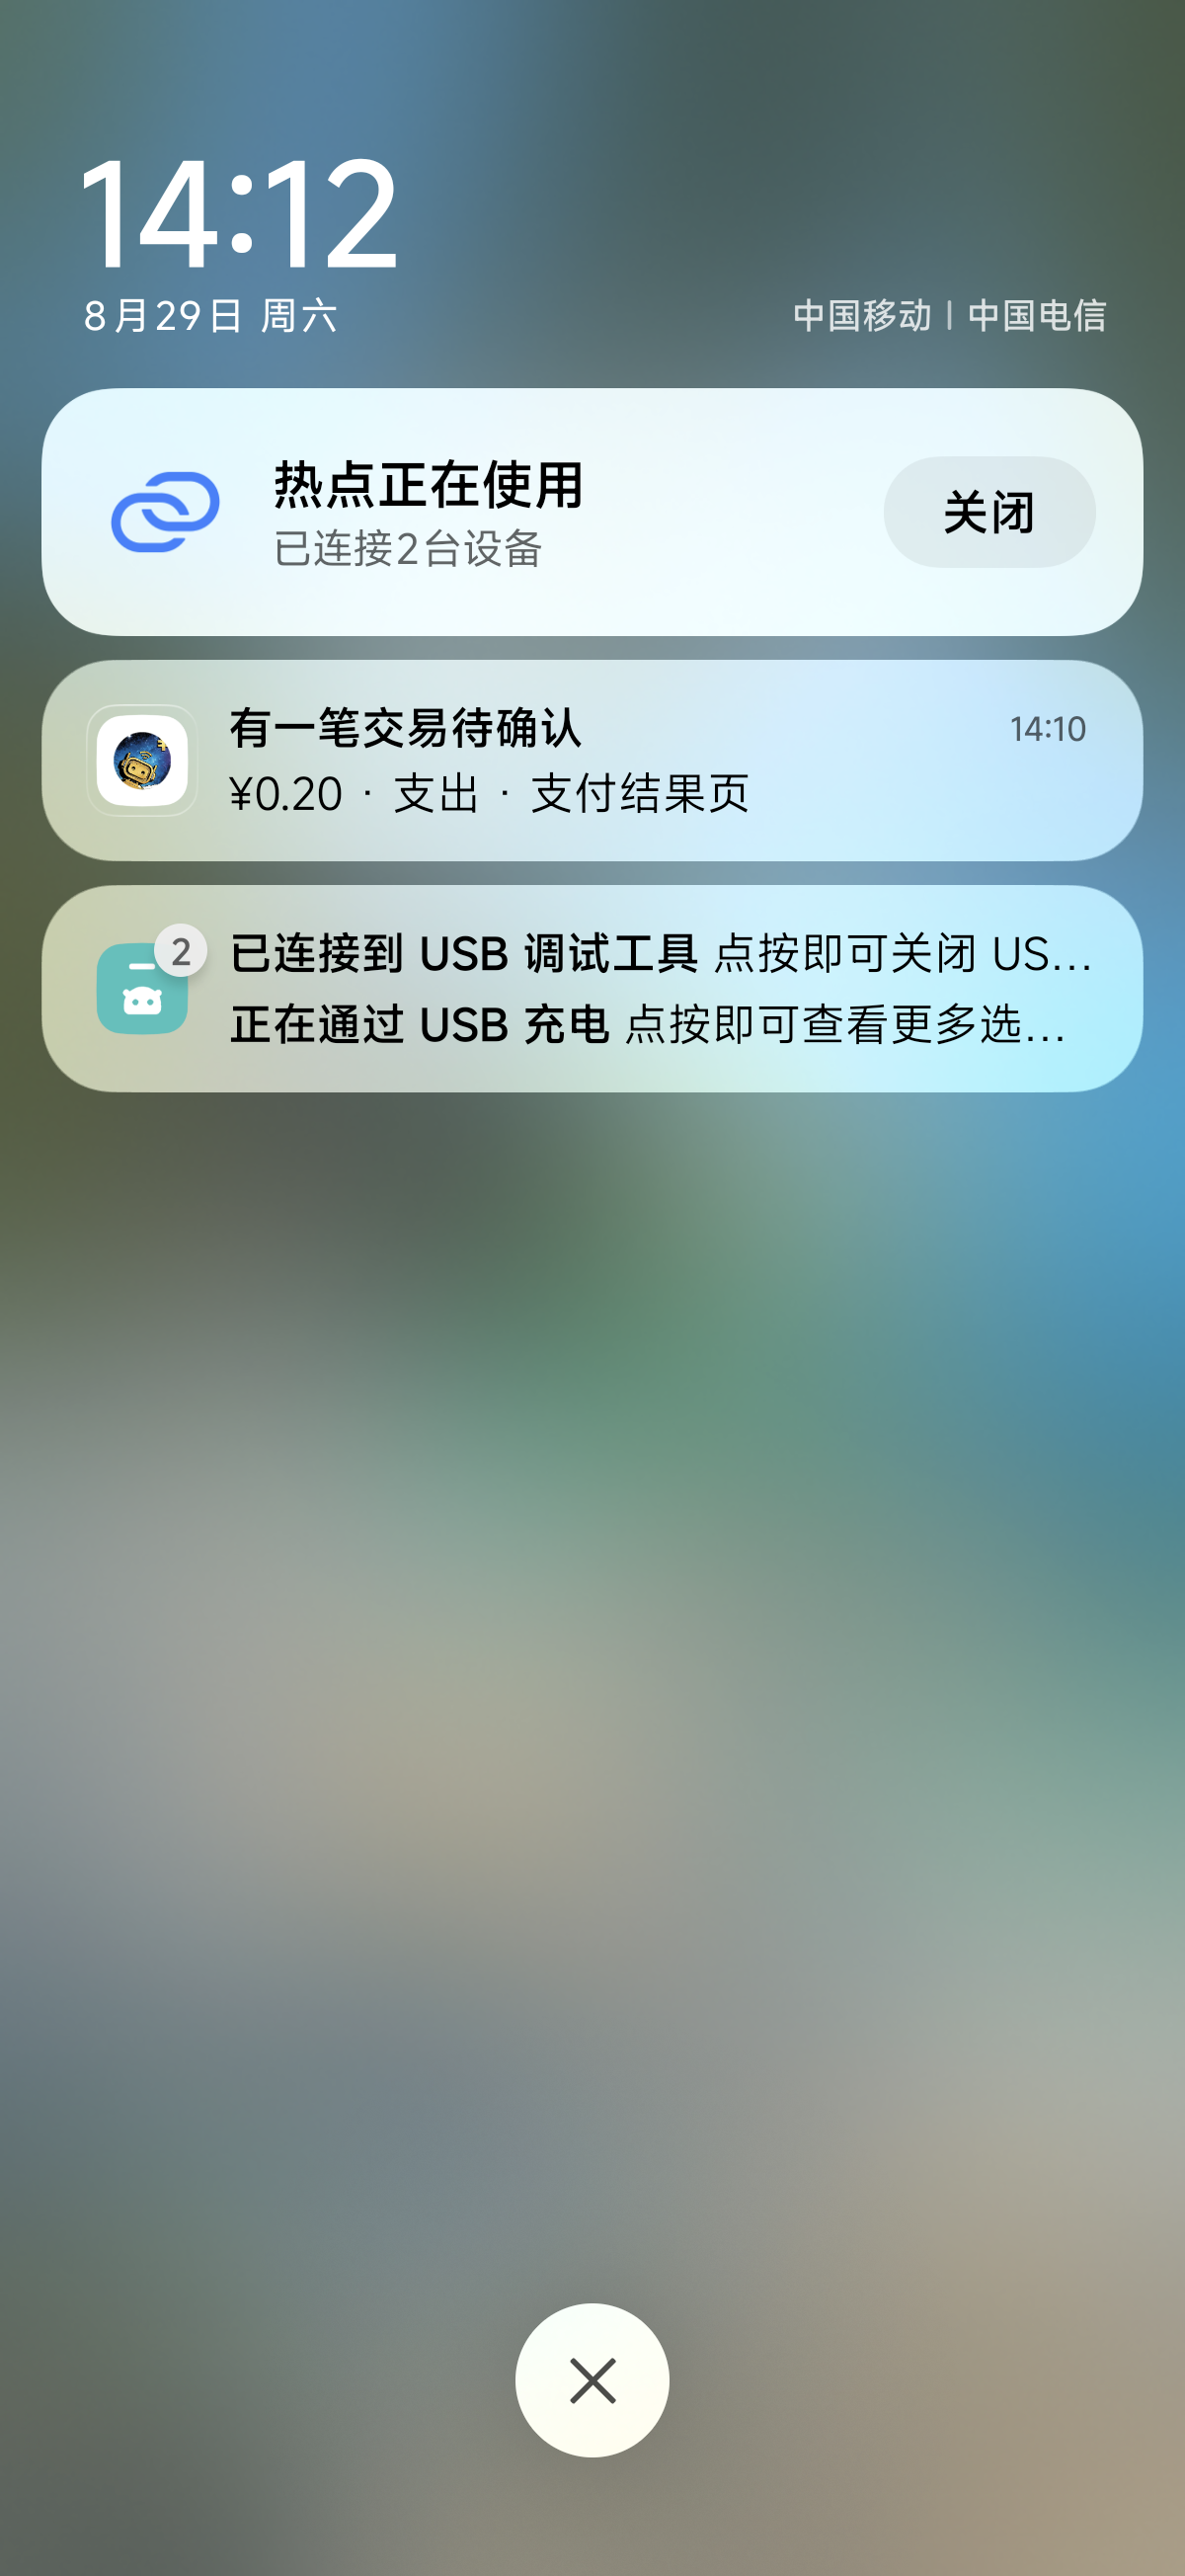 14:12
8月29日 周六
中国移动 | 中国电信
热点正在使用
已连接2台设备
关闭
有一笔交易待确认
14:10
¥0.20 · 支出 · 支付结果页
2
已连接到 USB 调试工具 点按即可关闭 US...
正在通过 USB 充电 点按即可查看更多选...